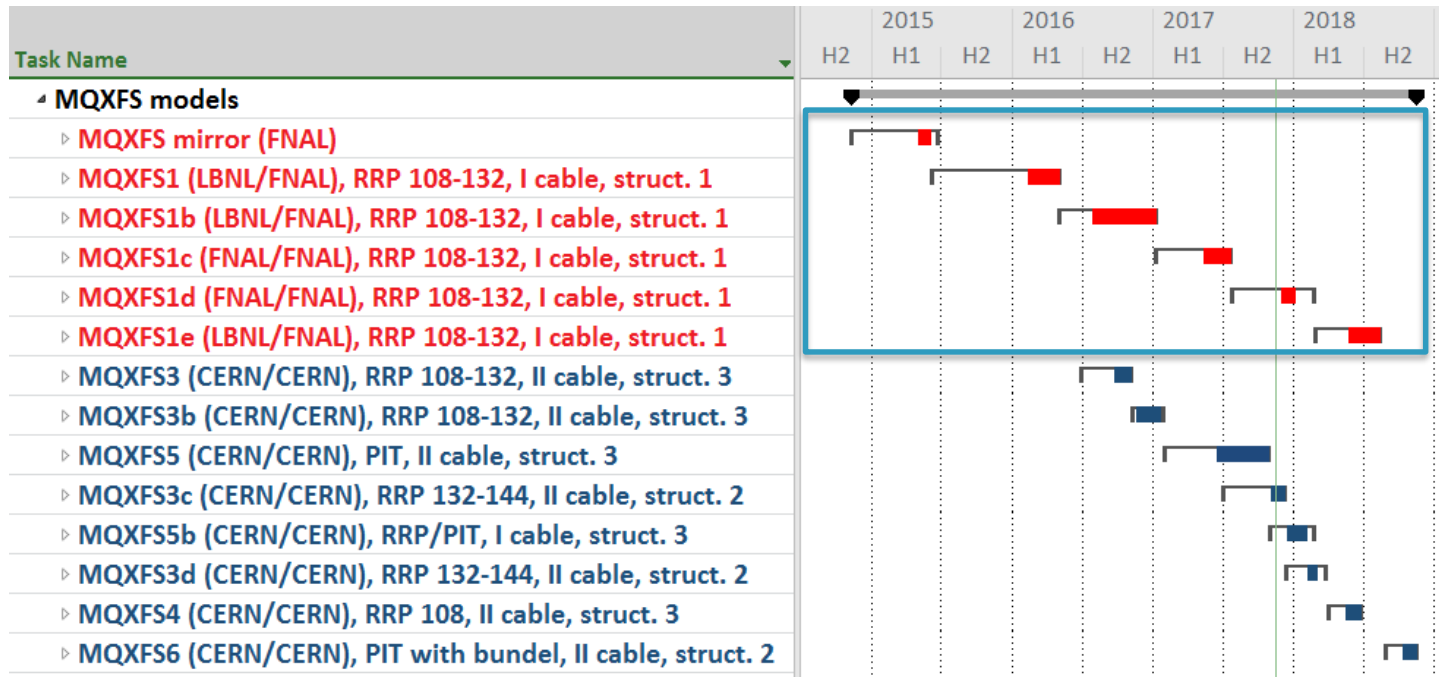 2015 2016 2017 2018
Task Name H2 H1 H2 H1 H2 H1 H2 H1 H2
MQXFS models
MQXFS mirror (FNAL)
MQXFS1 (LBNL/FNAL), RRP 108-132, I cable, struct. 1
MQXFS1b (LBNL/FNAL), RRP 108-132, I cable, struct. 1
MQXFS1c (FNAL/FNAL), RRP 108-132, I cable, struct. 1
MQXFS1d (FNAL/FNAL), RRP 108-132, I cable, struct. 1
MQXFS1e (LBNL/FNAL), RRP 108-132, I cable, struct. 1
MQXFS3 (CERN/CERN), RRP 108-132, II cable, struct. 3
MQXFS3b (CERN/CERN), RRP 108-132, II cable, struct. 3
MQXFS5 (CERN/CERN), PIT, II cable, struct. 3
MQXFS3c (CERN/CERN), RRP 132-144, II cable, struct. 2
MQXFS5b (CERN/CERN), RRP/PIT, I cable, struct. 3
MQXFS3d (CERN/CERN), RRP 132-144, II cable, struct. 2
MQXFS4 (CERN/CERN), RRP 108, II cable, struct. 3
MQXFS6 (CERN/CERN), PIT with bundel, II cable, struct. 2